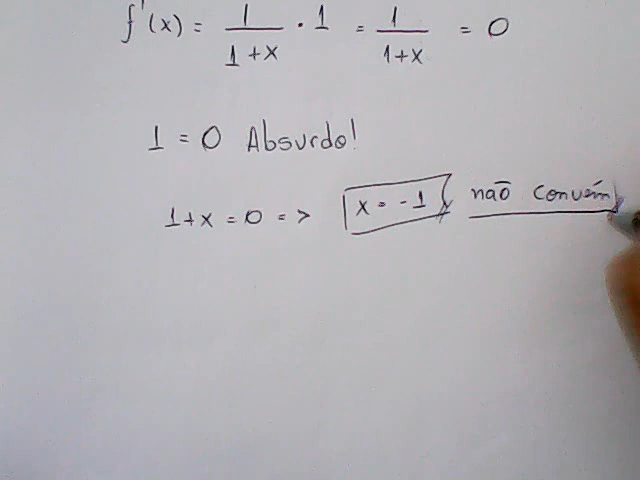 f'(x) = 1/(1+x) · 1 = 1/(1+x) = 0
1 = 0 Absurdo!
1+x = 0 => x = -1 não convém